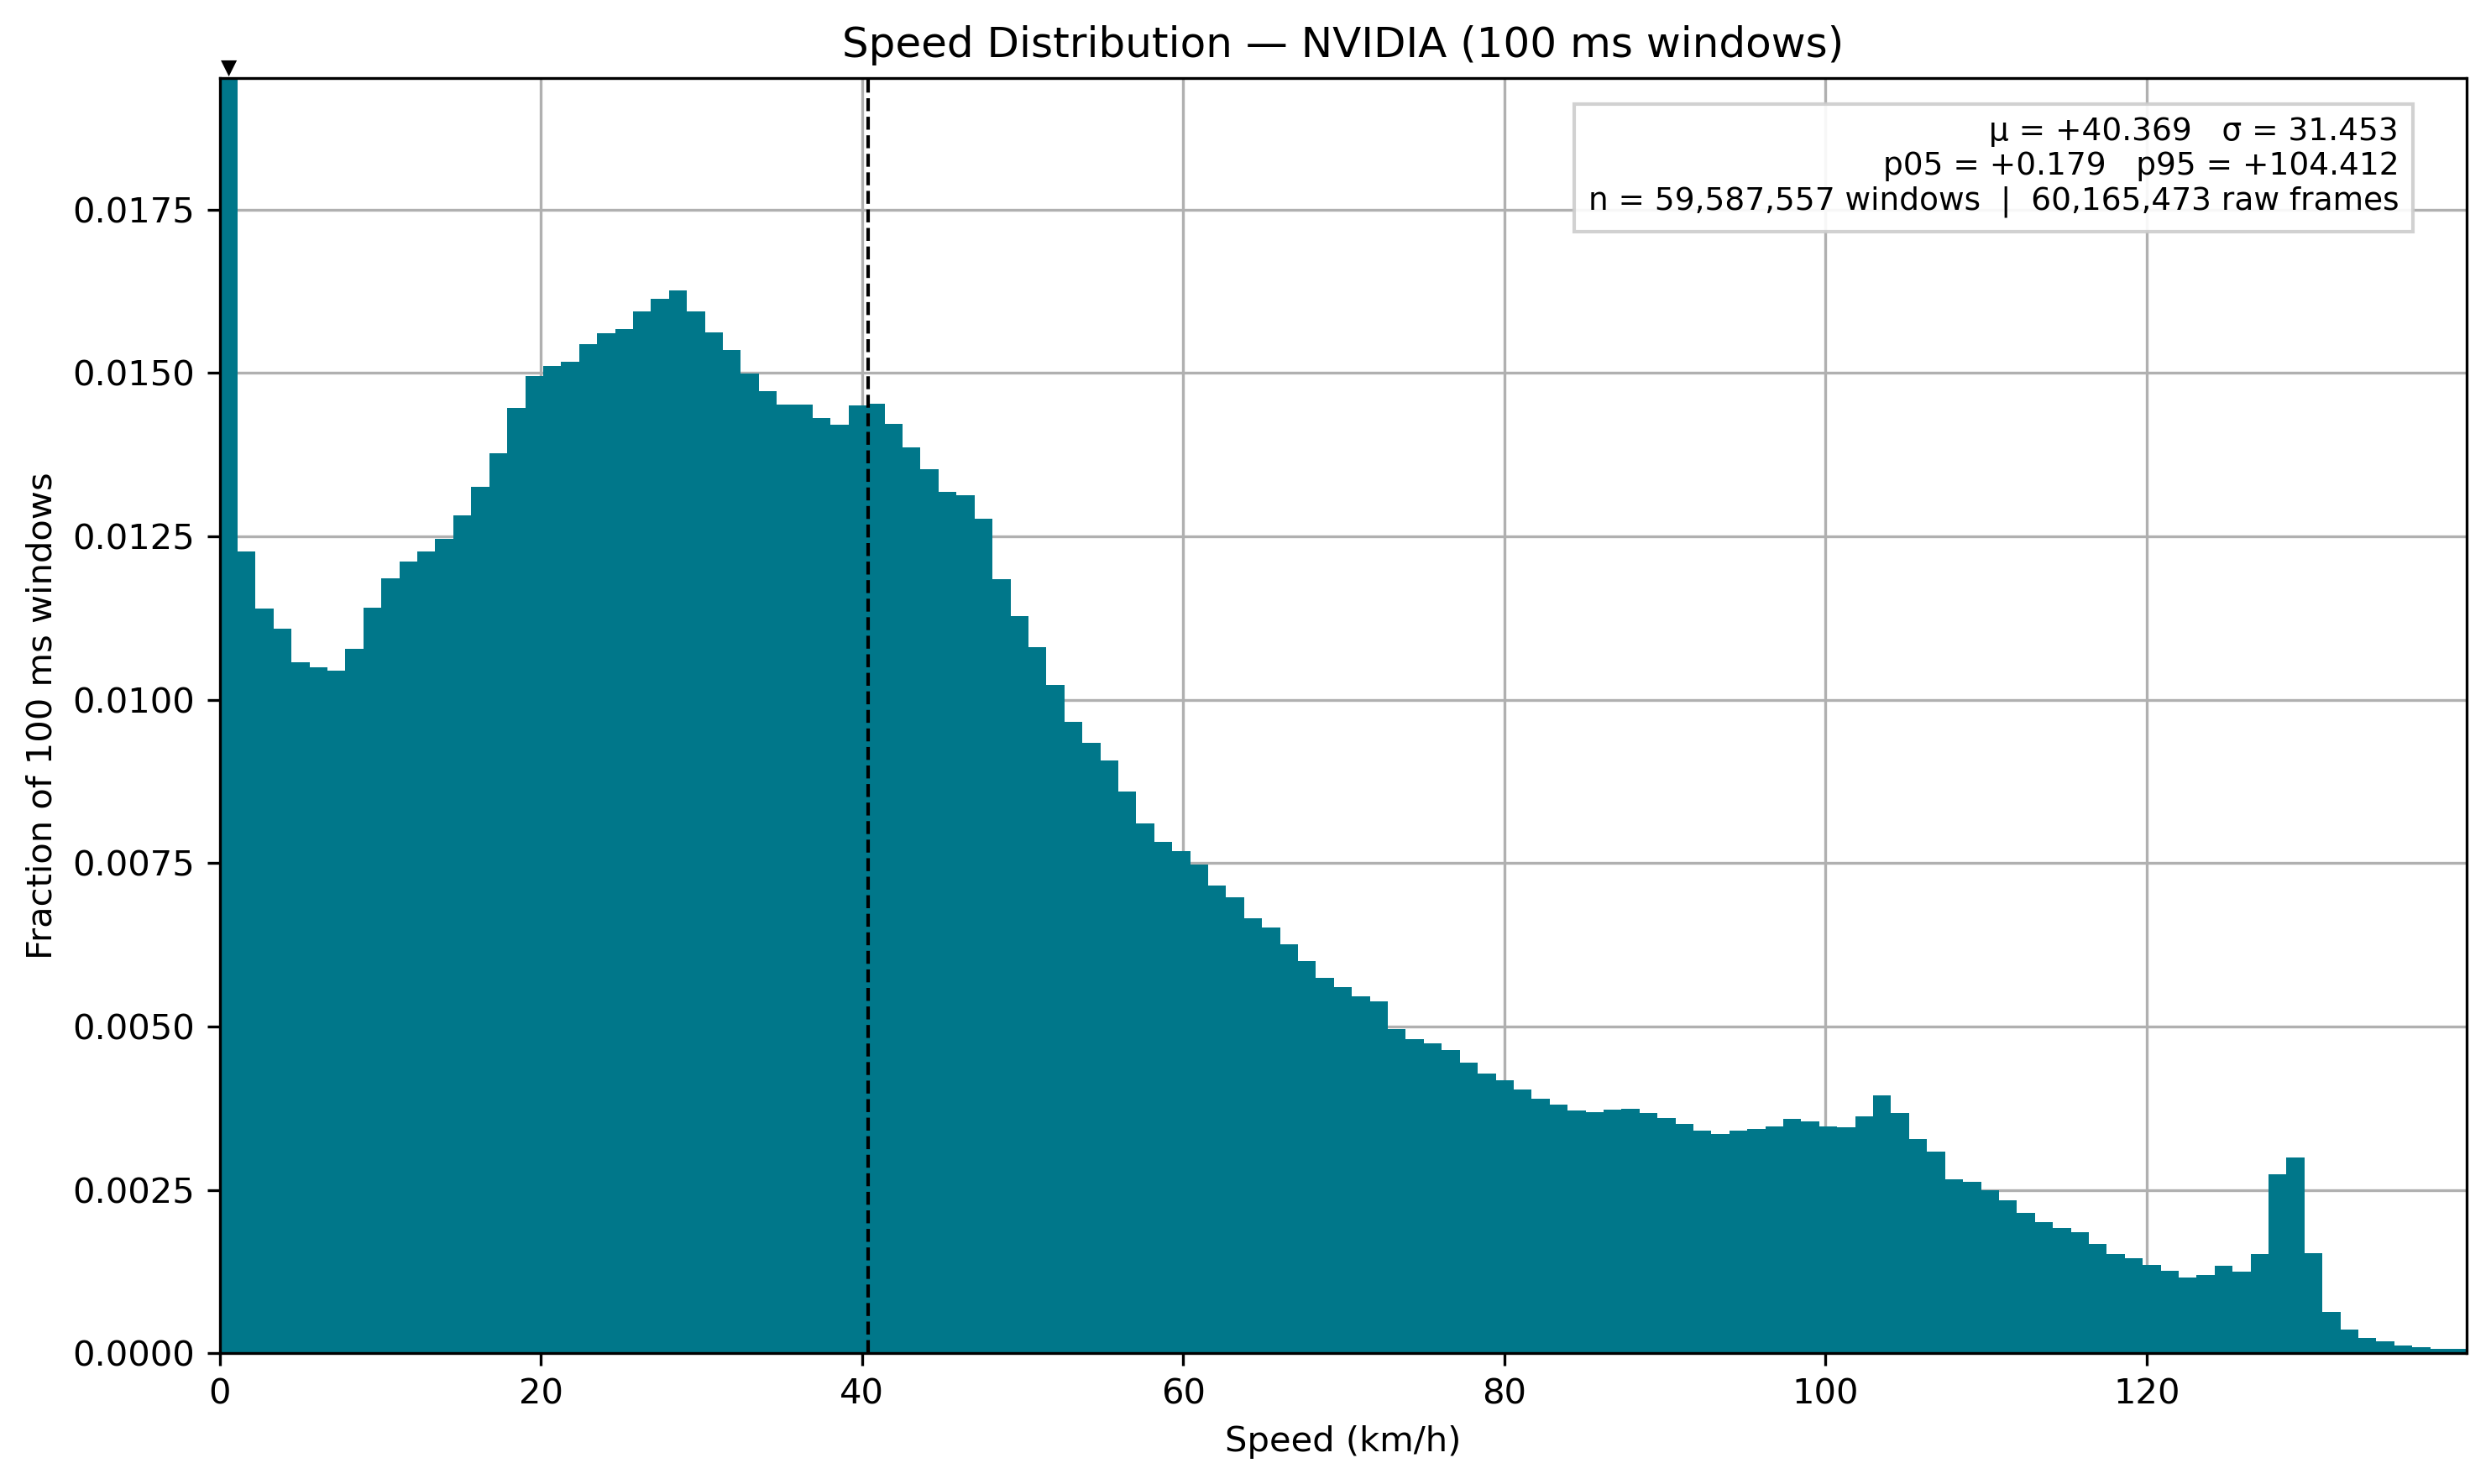 Speed Distribution — NVIDIA (100 ms windows)
μ = +40.369   σ = 31.453
p05 = +0.179   p95 = +104.412
n = 59,587,557 windows  |  60,165,473 raw frames
Fraction of 100 ms windows
0.0175
0.0150
0.0125
0.0100
0.0075
0.0050
0.0025
0.0000
0 20 40 60 80 100 120
Speed (km/h)